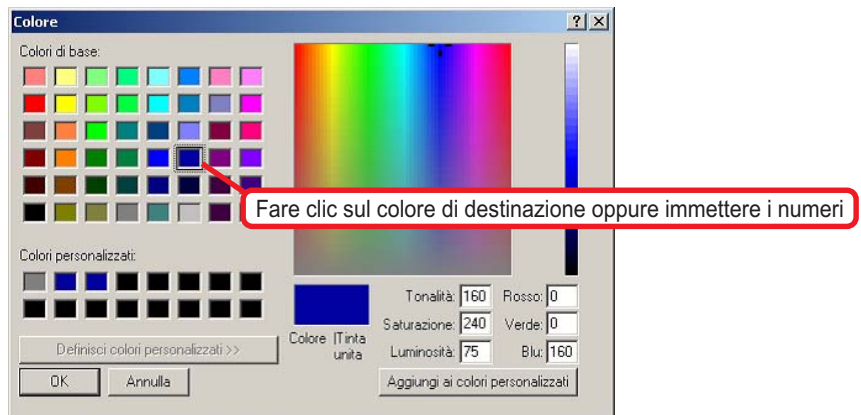 Colore
Colori di base:
Fare clic sul colore di destinazione oppure immettere i numeri
Colori personalizzati:
Definisci colori personalizzati >>
OK Annulla
Colore |Tinta
unita
Tonalità: 160 Rosso: 0
Saturazione: 240 Verde: 0
Luminosità: 75 Blu: 160
Aggiungi ai colori personalizzati